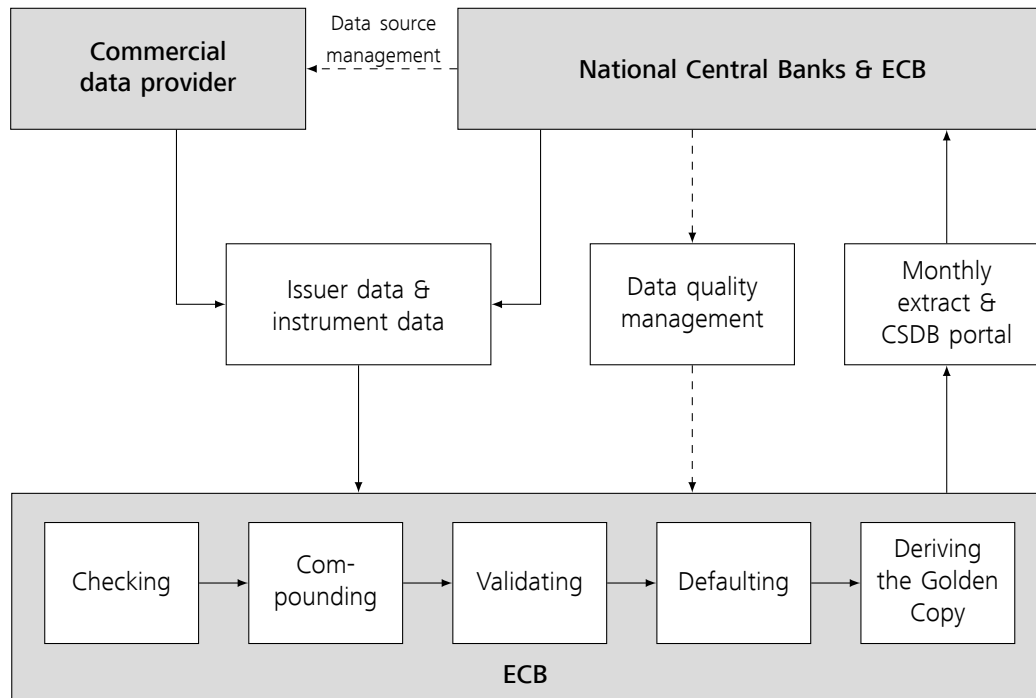 Commercial
data provider
Data source
management
National Central Banks & ECB
Issuer data &
instrument data
Data quality
management
Monthly
extract &
CSDB portal
Checking
Com-
pounding
Validating
Defaulting
Deriving
the Golden
Copy
ECB